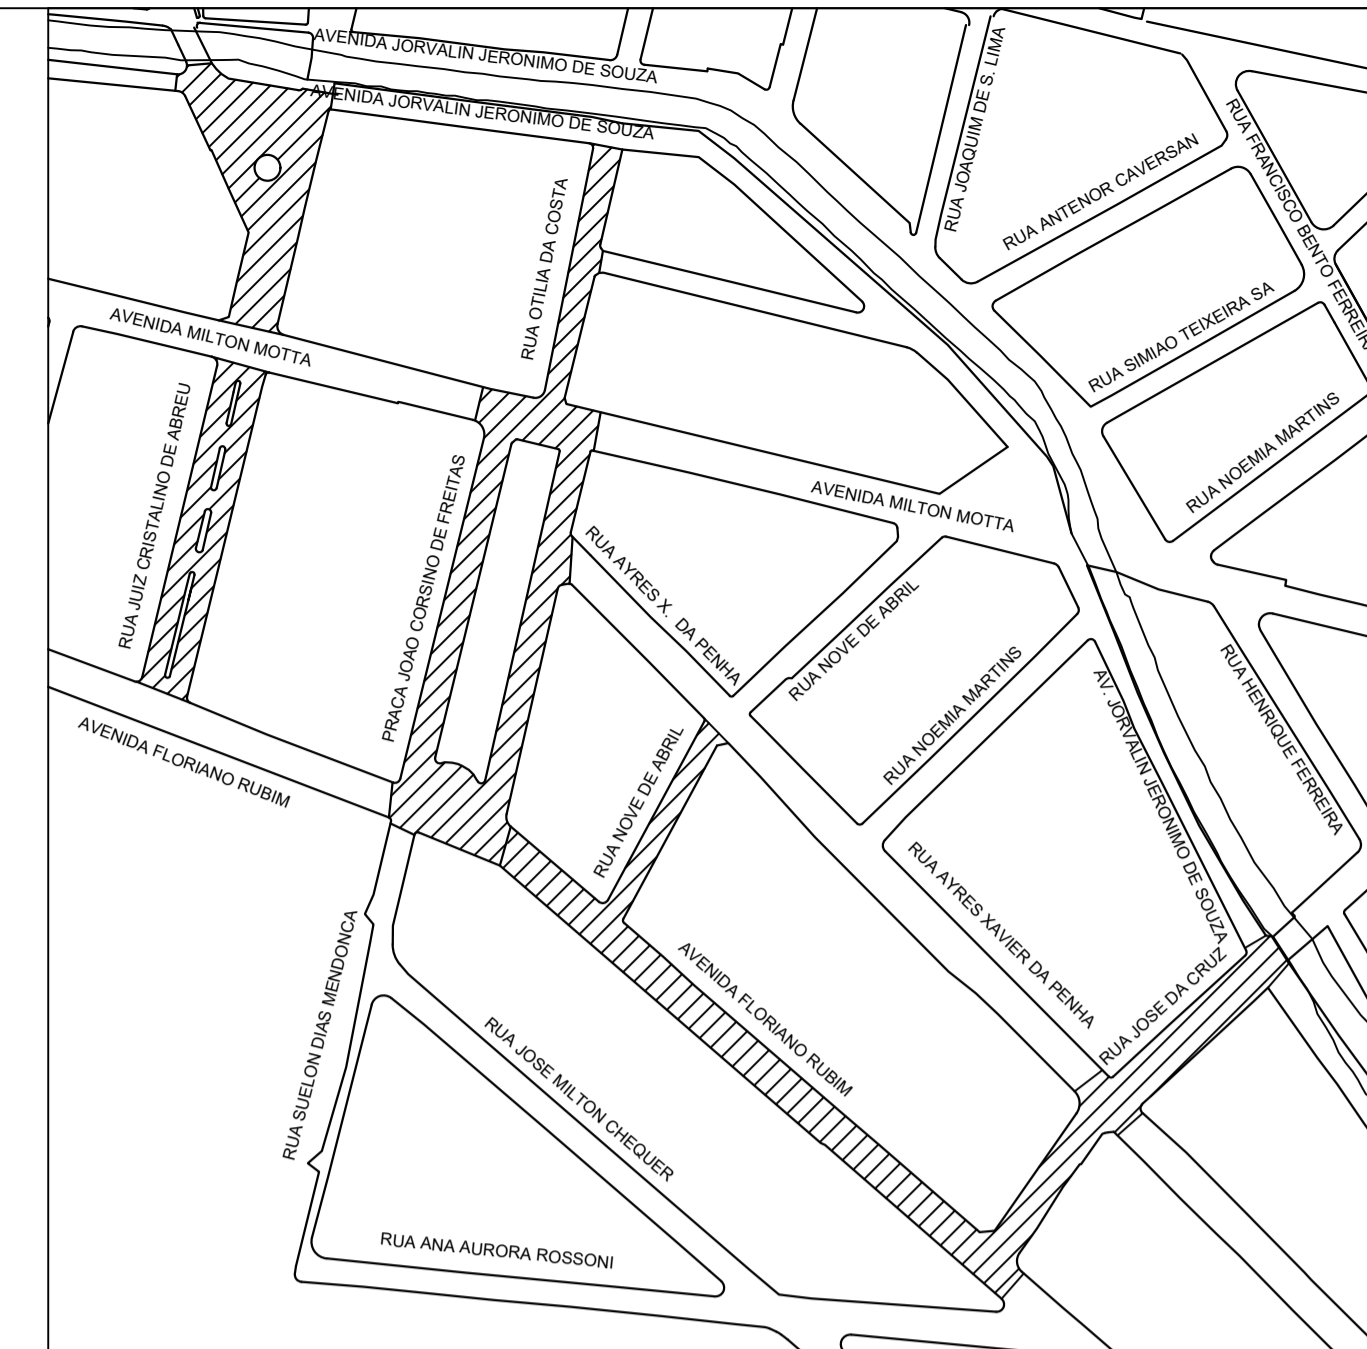 AVENIDA JORVALIN JERONIMO DE SOUZA
AVENIDA JORVALIN JERONIMO DE SOUZA
RUA JOAQUIM DE S. LIMA
RUA ANTENOR CAVERSAN
RUA FRANCISCO BENTO FERREIRA
RUA OTILIA DA COSTA
RUA SIMIAO TEIXEIRA SA
AVENIDA MILTON MOTTA
RUA JUIZ CRISTALINO DE ABREU
RUA NOEMIA MARTINS
PRACA JOAO CORSINO DE FREITAS
AVENIDA MILTON MOTTA
RUA AYRES X. DA PENHA
RUA NOVE DE ABRIL
RUA NOEMIA MARTINS
RUA HENRIQUE FERREIRA
AV. JORVALIN JERONIMO DE SOUZA
AVENIDA FLORIANO RUBIM
RUA NOVE DE ABRIL
RUA AYRES XAVIER DA PENHA
RUA SUELON DIAS MENDONCA
AVENIDA FLORIANO RUBIM
RUA JOSE DA CRUZ
RUA JOSE MILTON CHEQUER
RUA ANA AURORA ROSSONI